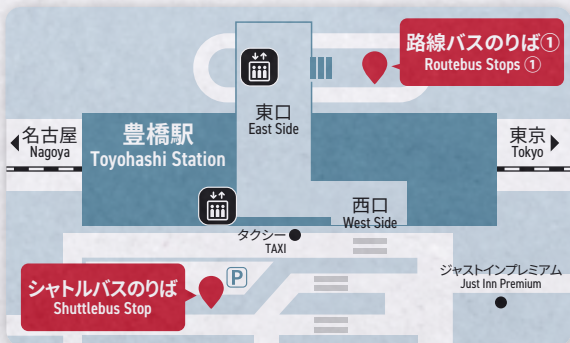 路線バスのりば①
Routebus Stops ①
東口
East Side
名古屋
Nagoya
豊橋駅
Toyohashi Station
東京
Tokyo
西口
West Side
タクシー
TAXI
P
シャトルバスのりば
Shuttlebus Stop
ジャストインプレミアム
Just Inn Premium